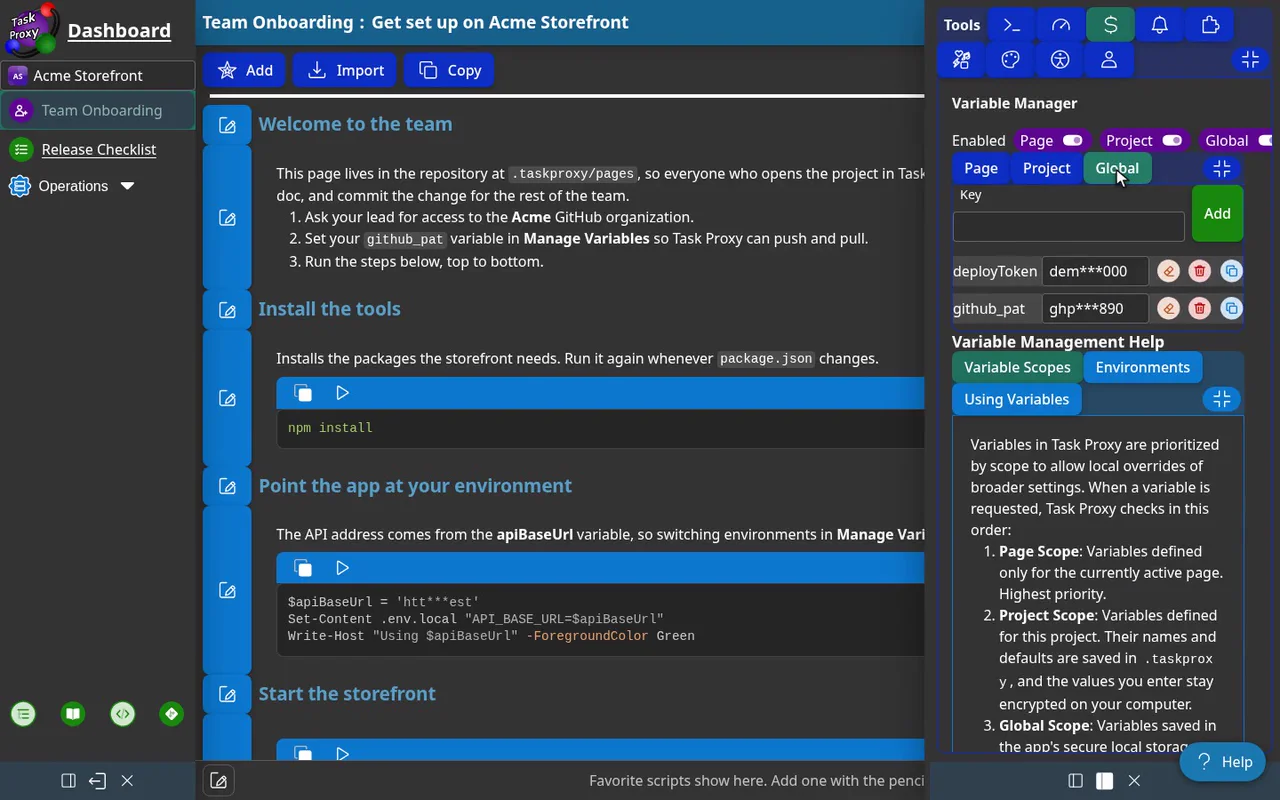 Task
Proxy
Dashboard
AS Acme Storefront
Team Onboarding
Release Checklist
Operations
Team Onboarding : Get set up on Acme Storefront
Add
Import
Copy
Welcome to the team
This page lives in the repository at .taskproxy/pages, so everyone who opens the project in Task
doc, and commit the change for the rest of the team.
1. Ask your lead for access to the Acme GitHub organization.
2. Set your github_pat variable in Manage Variables so Task Proxy can push and pull.
3. Run the steps below, top to bottom.
Install the tools
Installs the packages the storefront needs. Run it again whenever package.json changes.
npm install
Point the app at your environment
The API address comes from the apiBaseUrl variable, so switching environments in Manage Vari
$apiBaseUrl = 'htt***est'
Set-Content .env.local "API_BASE_URL=$apiBaseUrl"
Write-Host "Using $apiBaseUrl" -ForegroundColor Green
Start the storefront
Favorite scripts show here. Add one with the penci
Tools
Variable Manager
Enabled Page Project Global
Page Project Global
Key
Add
deployToken dem***000
github_pat ghp***890
Variable Management Help
Variable Scopes Environments
Using Variables
Variables in Task Proxy are prioritized
by scope to allow local overrides of
broader settings. When a variable is
requested, Task Proxy checks in this
order:
1. Page Scope: Variables defined
only for the currently active page.
Highest priority.
2. Project Scope: Variables defined
for this project. Their names and
defaults are saved in .taskprox
y, and the values you enter stay
encrypted on your computer.
3. Global Scope: Variables saved in
the app's secure local storag
? Help